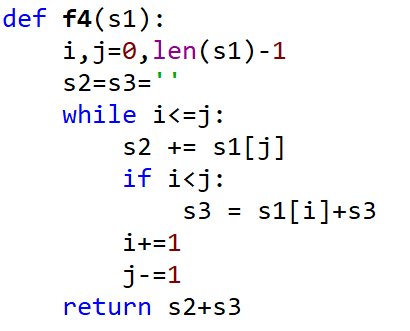 def f4(s1):
    i,j=0,len(s1)-1
    s2=s3=''
    while i<=j:
        s2 += s1[j]
        if i<j:
            s3 = s1[i]+s3
        i+=1
        j-=1
    return s2+s3